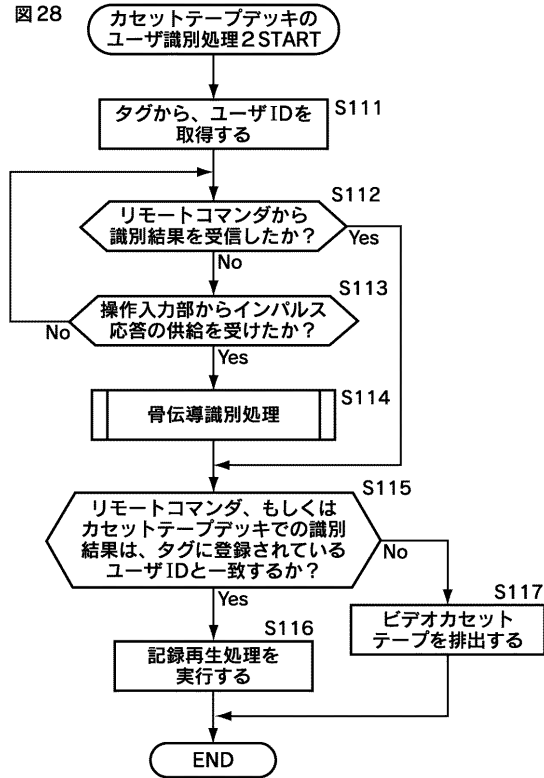 図28
カセットテープデッキの
ユーザ識別処理2START
S111
タグから、ユーザIDを
取得する
S112
リモートコマンダから
識別結果を受信したか？
Yes
No
S113
操作入力部からインパルス
応答の供給を受けたか？
No
Yes
S114
骨伝導識別処理
S115
リモートコマンダ、もしくは
カセットテープデッキでの識別
結果は、タグに登録されている
ユーザIDと一致するか？
No
Yes
S117
ビデオカセット
テープを排出する
S116
記録再生処理を
実行する
END